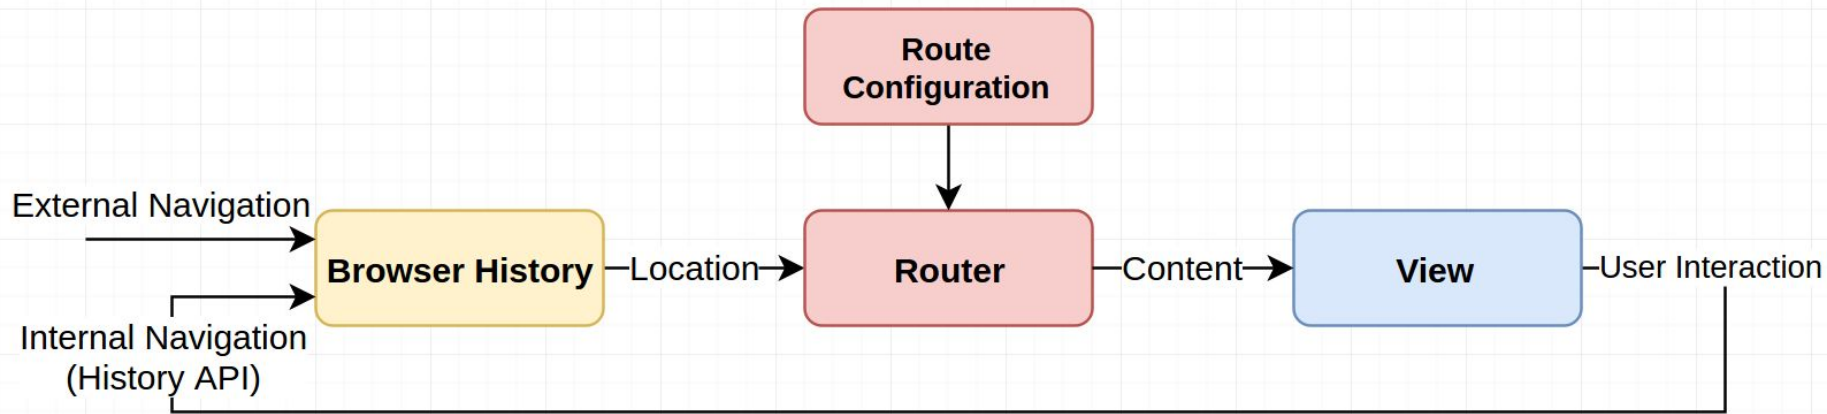 Route
Configuration
External Navigation
Browser History
Location
Router
Content
View
User Interaction
Internal Navigation
(History API)